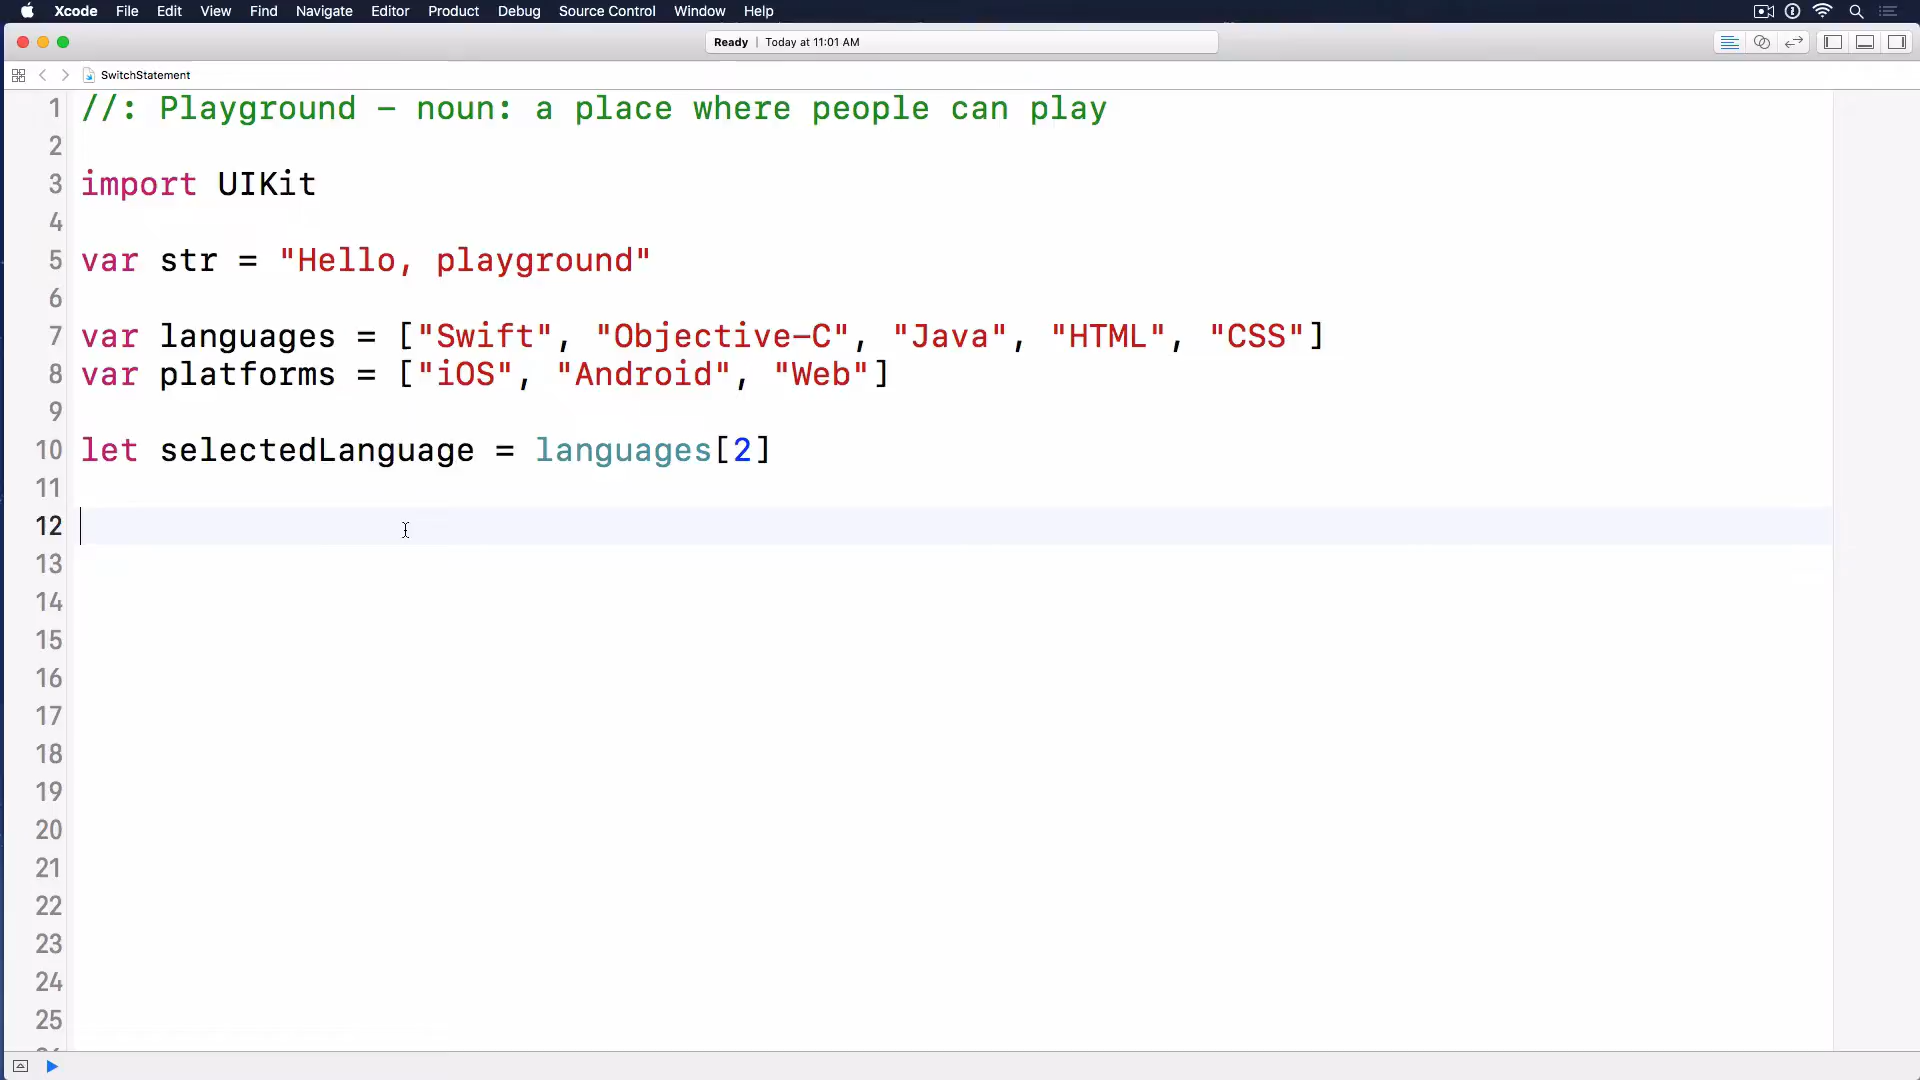 Xcode File Edit View Find Navigate Editor Product Debug Source Control Window Help
Ready | Today at 11:01 AM
SwitchStatement
1 //: Playground - noun: a place where people can play
2
3 import UIKit
4
5 var str = "Hello, playground"
6
7 var languages = ["Swift", "Objective-C", "Java", "HTML", "CSS"]
8 var platforms = ["iOS", "Android", "Web"]
9
10 let selectedLanguage = languages[2]
11
12
13
14
15
16
17
18
19
20
21
22
23
24
25